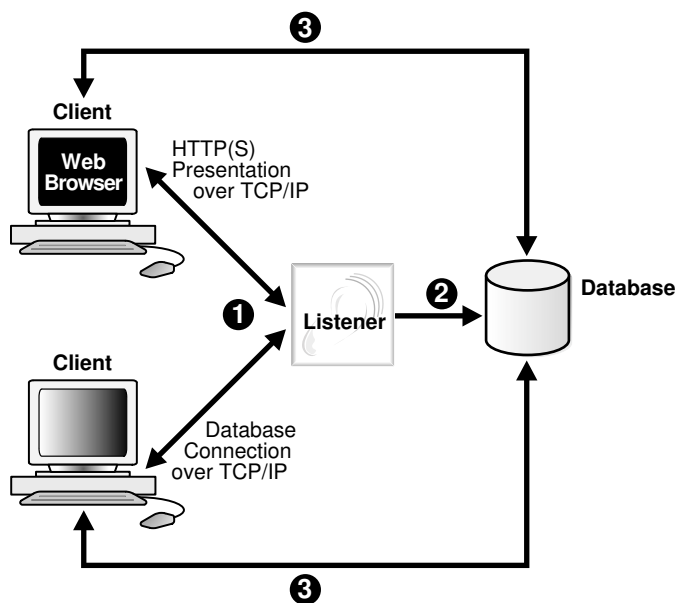 3
Client
Web
Browser
HTTP(S)
Presentation
over TCP/IP
1
Listener
2
Database
Client
Database
Connection
over TCP/IP
3